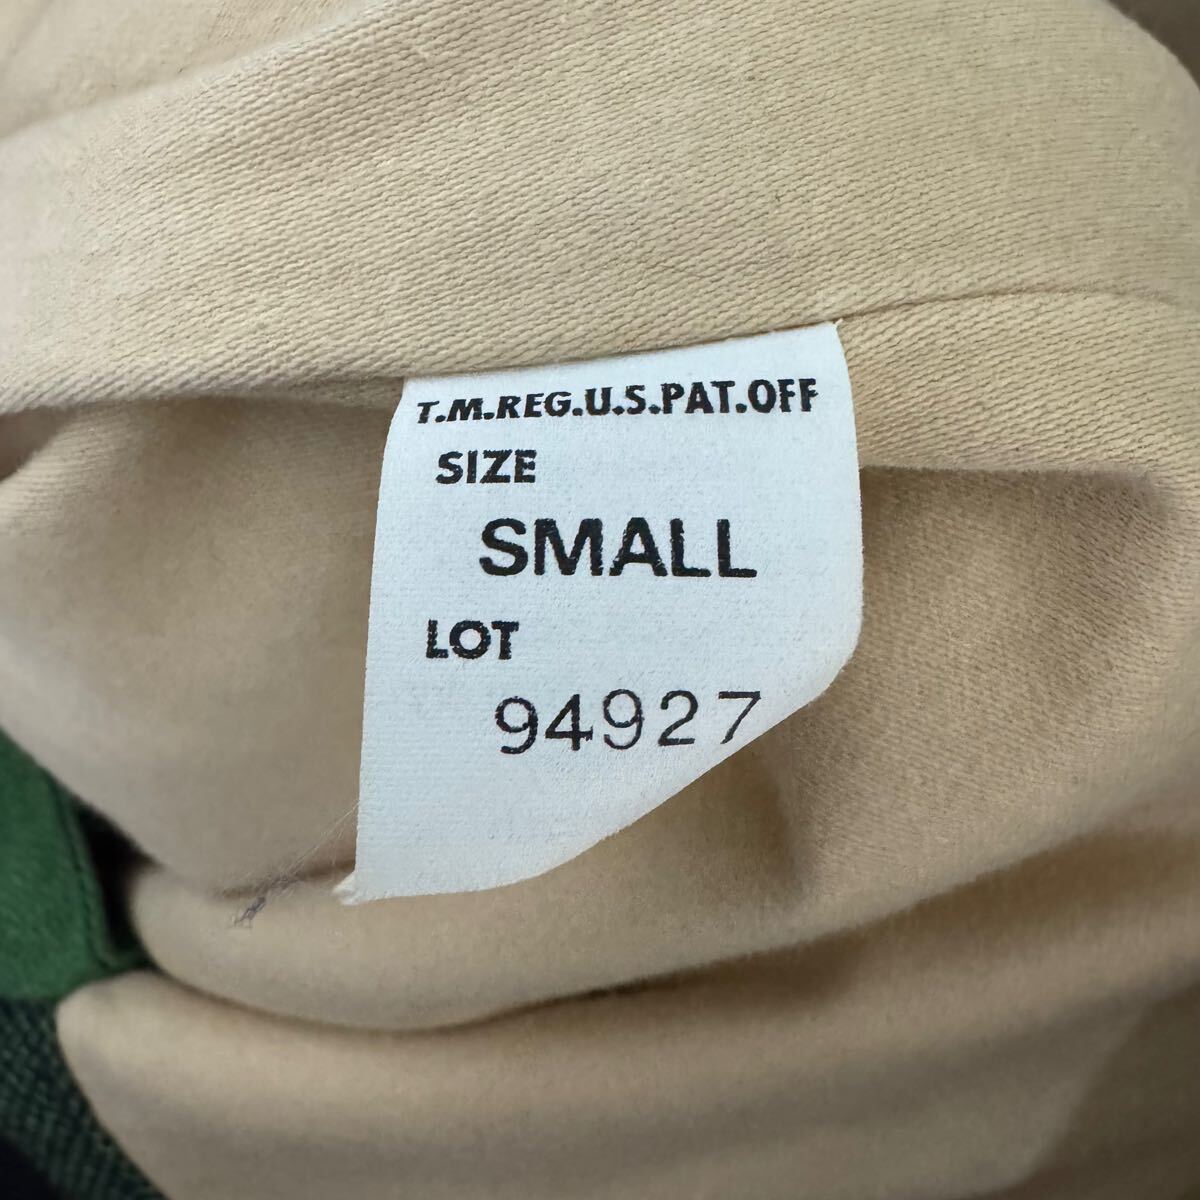 T.M.REG.U.S.PAT.OFF
SIZE
SMALL
LOT
94927